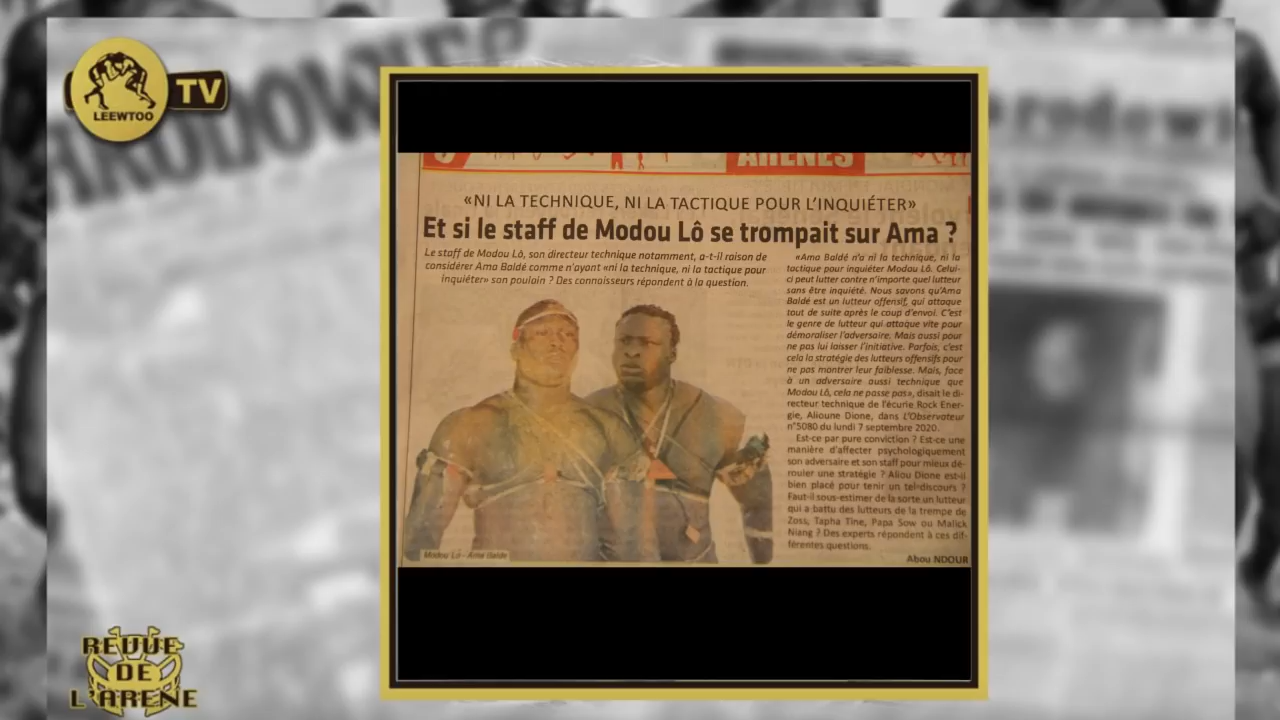 LEEWTOO
TV
ARENES
«NI LA TECHNIQUE, NI LA TACTIQUE POUR L'INQUIÉTER»
Et si le staff de Modou Lô se trompait sur Ama ?
Le staff de Modou Lô, son directeur technique notamment, a-t-il raison de
considérer Ama Baldé comme n'ayant «ni la technique, ni la tactique pour
inquiéter» son poulain ? Des connaisseurs répondent à la question.
«Ama Baldé n'a ni la technique, ni la
tactique pour inquiéter Modou Lô. Celui-
ci peut lutter contre n'importe quel lutteur
sans être inquiété. Nous savons qu'Ama
Baldé est un lutteur offensif, qui attaque
tout de suite après le coup d'envoi. C'est
le genre de lutteur qui attaque vite pour
démoraliser l'adversaire. Mais aussi pour
ne pas lui laisser l'initiative. Parfois, c'est
cela la stratégie des lutteurs offensifs pour
ne pas montrer leur faiblesse. Mais, face
à un adversaire aussi technique que
Modou Lô, cela ne passe pas», disait le di-
recteur technique de l'écurie Rock Ener-
gie, Alioune Dione, dans L'Observateur
n°5080 du lundi 7 septembre 2020.
Est-ce par pure conviction ? Est-ce une
manière d'affecter psychologiquement
son adversaire et son staff pour mieux dé-
rouler une stratégie ? Aliou Dione est-il
bien placé pour tenir un tel discours ?
Faut-il sous-estimer de la sorte un lutteur
qui a battu des lutteurs de la trempe de
Zoss, Tapha Tine, Papa Sow ou Malick
Niang ? Des experts répondent à ces dif-
férentes questions.
Abou NDOUR
Modou Lô - Ama Baldé
REVUE
DE
L'ARENE